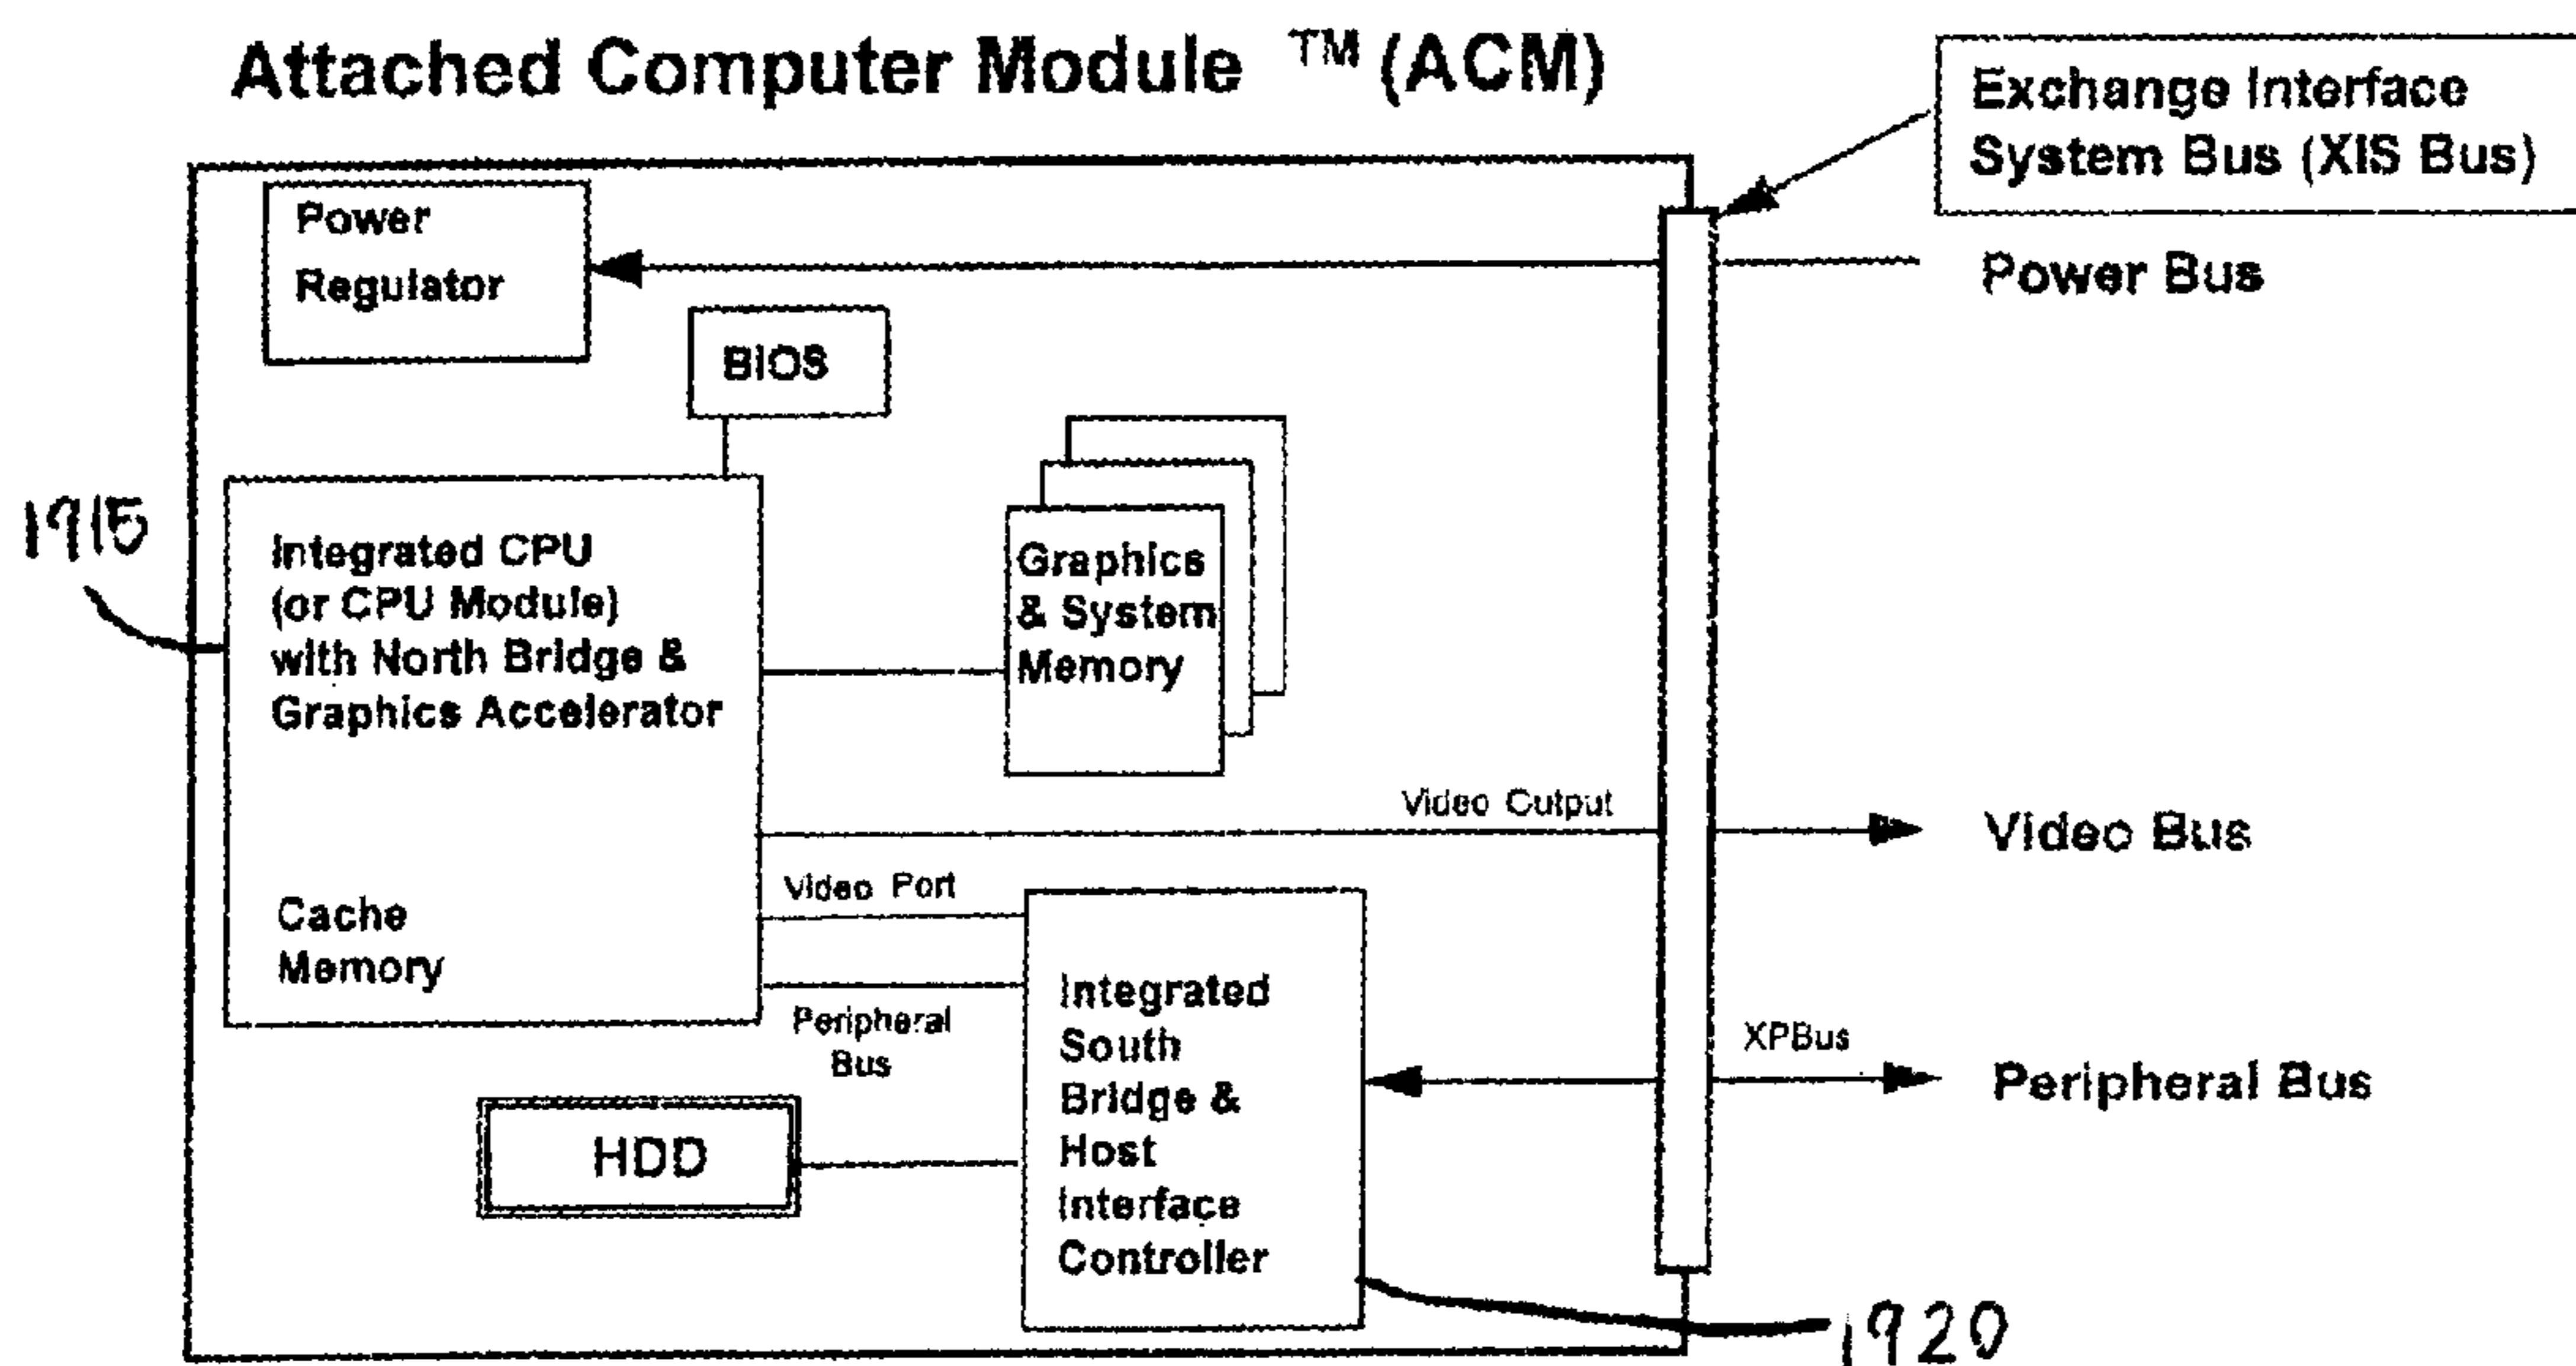 Attached Computer Module ™ (ACM)
Exchange Interface
System Bus (XIS Bus)
Power
Regulator
Power Bus
BIOS
1915
Integrated CPU
(or CPU Module)
with North Bridge &
Graphics Accelerator
Graphics
& System
Memory
Video Output
Video Bus
Video Port
Cache
Memory
Peripheral
Bus
Integrated
South
Bridge &
Host
Interface
Controller
XPBus
Peripheral Bus
HDD
1920